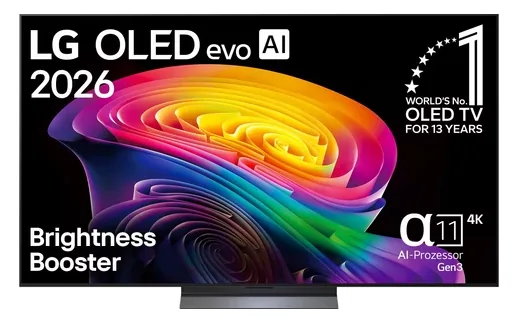 LG OLED evo AI
2026
1
WORLD'S No.1
OLED TV
FOR 13 YEARS
Brightness
Booster
α11 4K
AI-Prozessor
Gen3